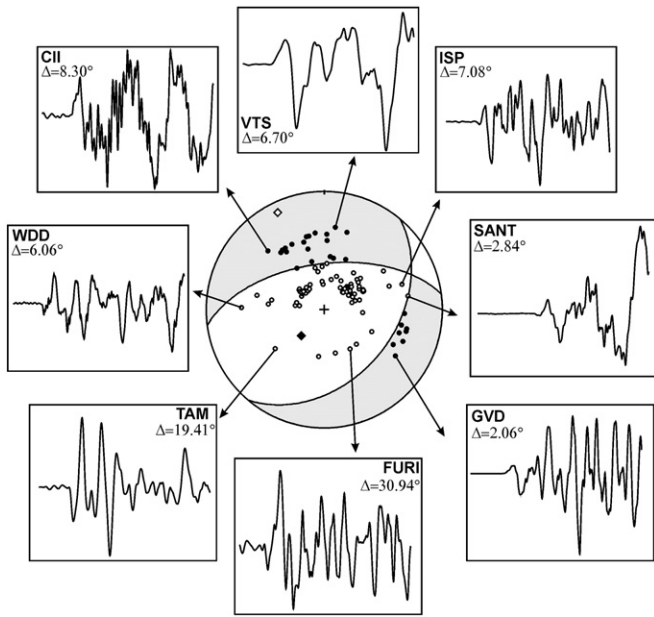 CII
Δ=8.30°
VTS
Δ=6.70°
ISP
Δ=7.08°
WDD
Δ=6.06°
SANT
Δ=2.84°
TAM
Δ=19.41°
FURI
Δ=30.94°
GVD
Δ=2.06°